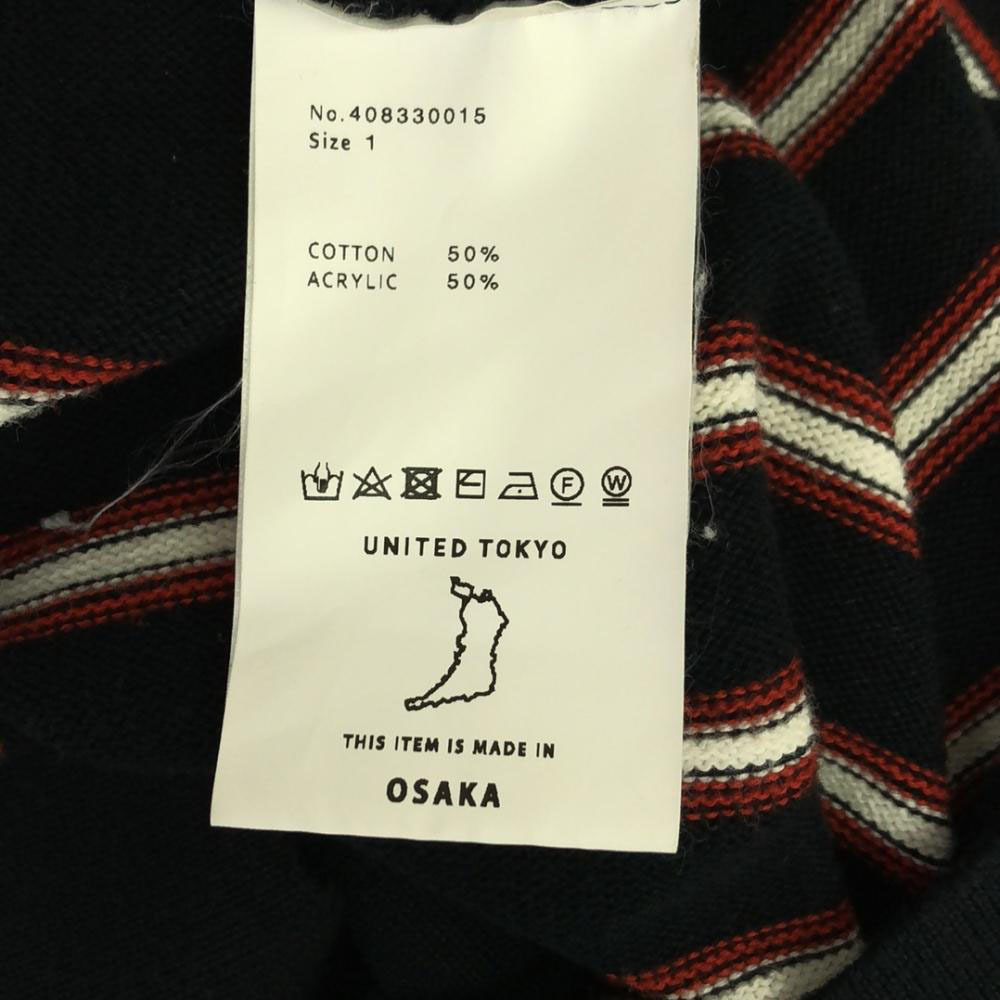 No.408330015
Size 1
COTTON 50%
ACRYLIC 50%
F W
UNITED TOKYO
THIS ITEM IS MADE IN
OSAKA